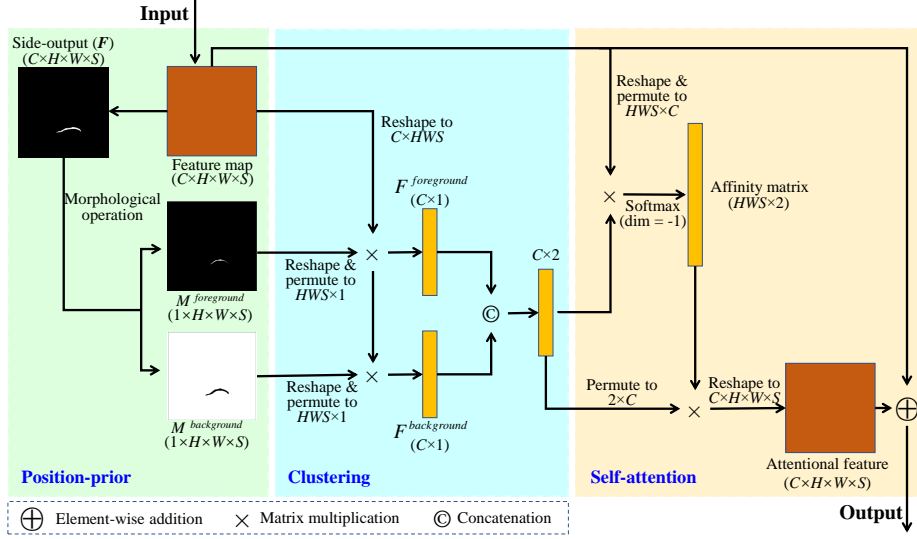 Input
Side-output (F)
(C×H×W×S)
Feature map
(C×H×W×S)
Morphological
operation
M foreground
(1×H×W×S)
M background
(1×H×W×S)
Position-prior
Reshape to
C×HWS
F foreground
(C×1)
Reshape &
permute to
HWS×1
×
©
C×2
Reshape &
permute to
HWS×1
×
F background
(C×1)
Clustering
Reshape &
permute to
HWS×C
×
Softmax
(dim = -1)
Affinity matrix
(HWS×2)
Permute to
2×C
×
Reshape to
C×H×W×S
Attentional feature
(C×H×W×S)
Self-attention
Output
⊕ Element-wise addition × Matrix multiplication © Concatenation